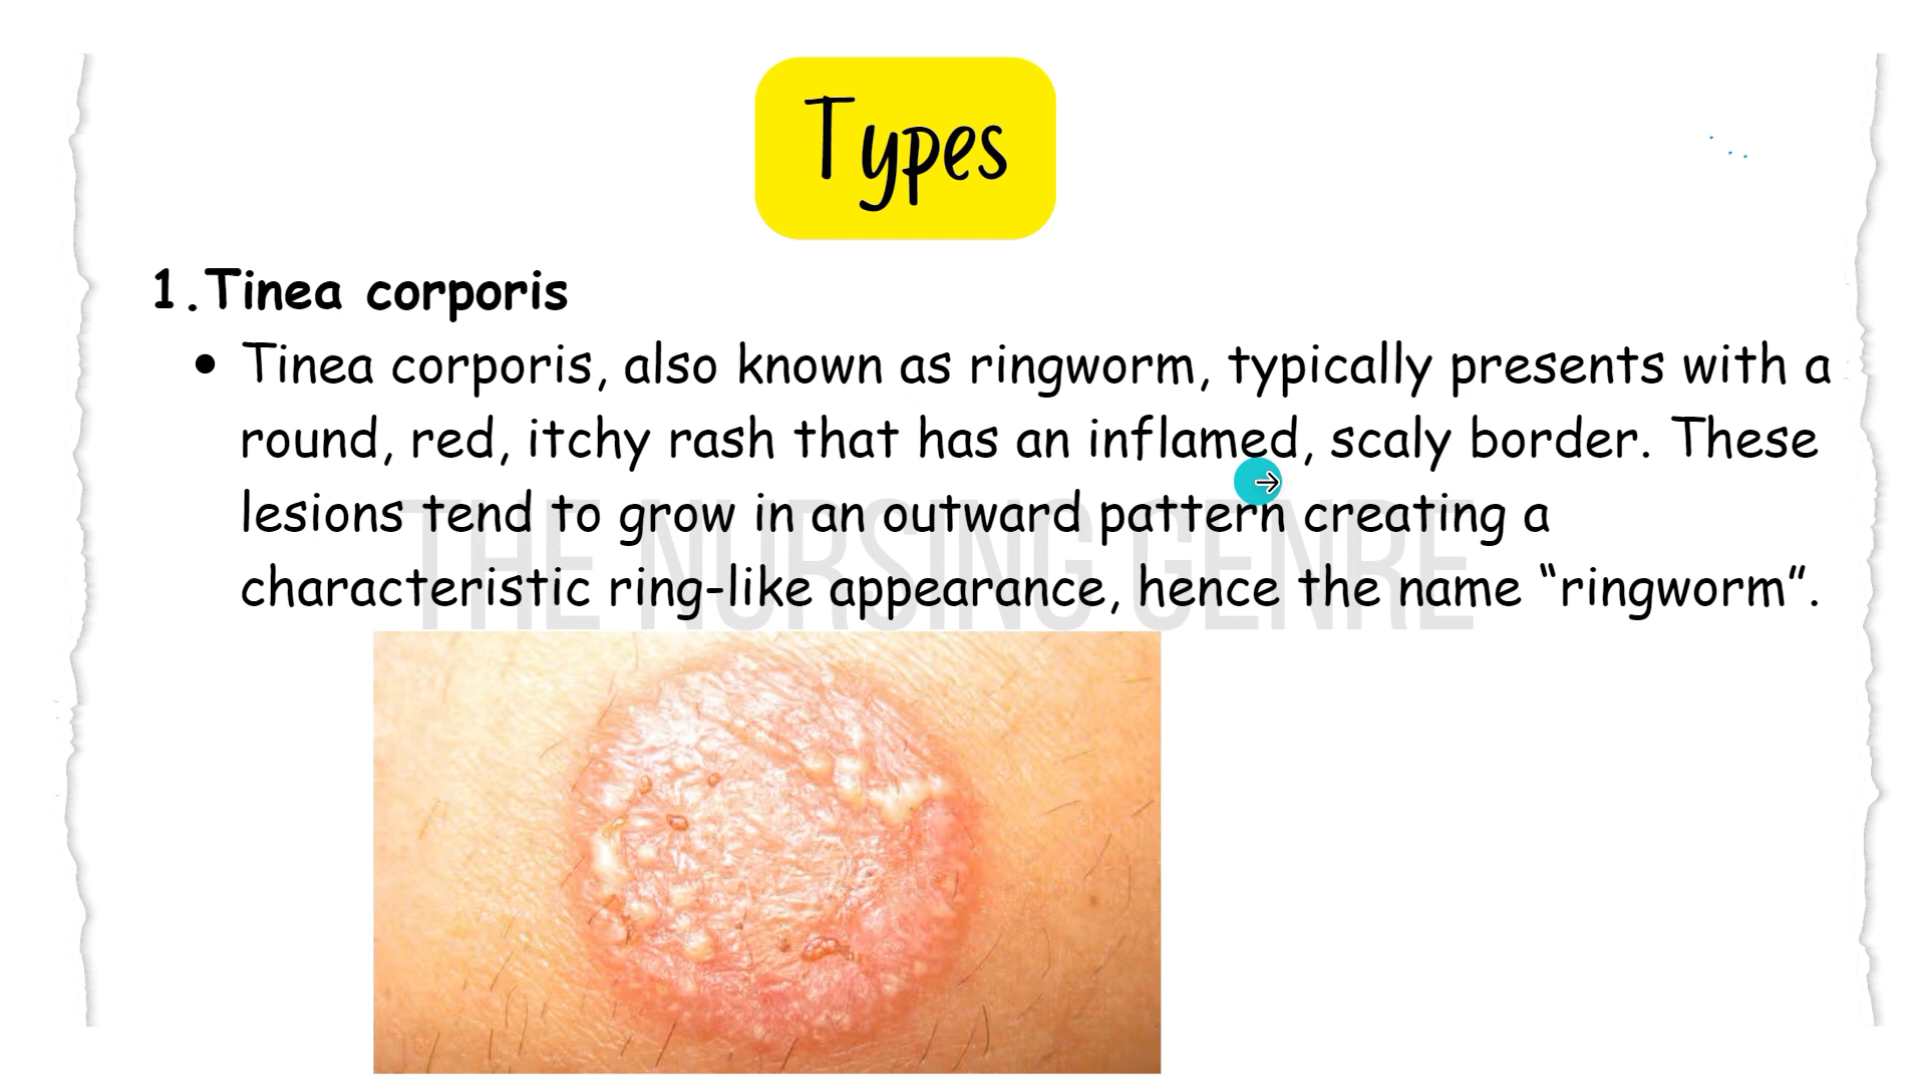 Types
1.Tinea corporis
• Tinea corporis, also known as ringworm, typically presents with a
round, red, itchy rash that has an inflamed, scaly border. These
lesions tend to grow in an outward pattern creating a
THE NURSING GENRE
characteristic ring-like appearance, hence the name “ringworm”.